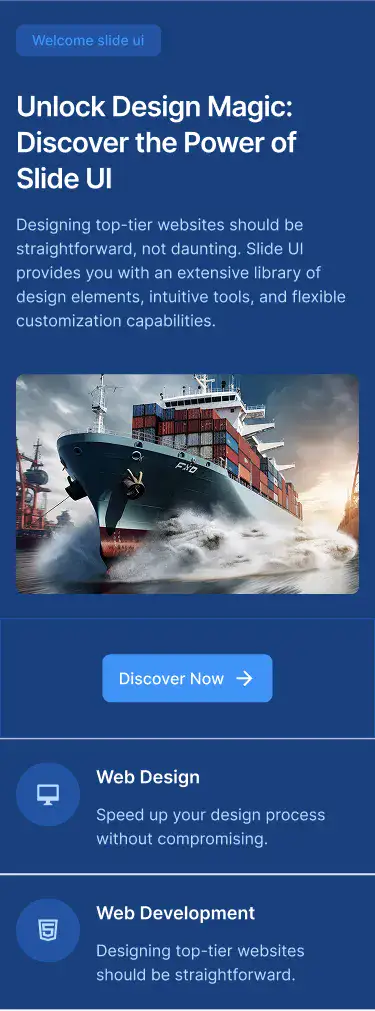 Welcome slide ui
Unlock Design Magic:
Discover the Power of
Slide UI
Designing top-tier websites should be
straightforward, not daunting. Slide UI
provides you with an extensive library of
design elements, intuitive tools, and flexible
customization capabilities.
FXD
Discover Now
Web Design
Speed up your design process
without compromising.
Web Development
Designing top-tier websites
should be straightforward.